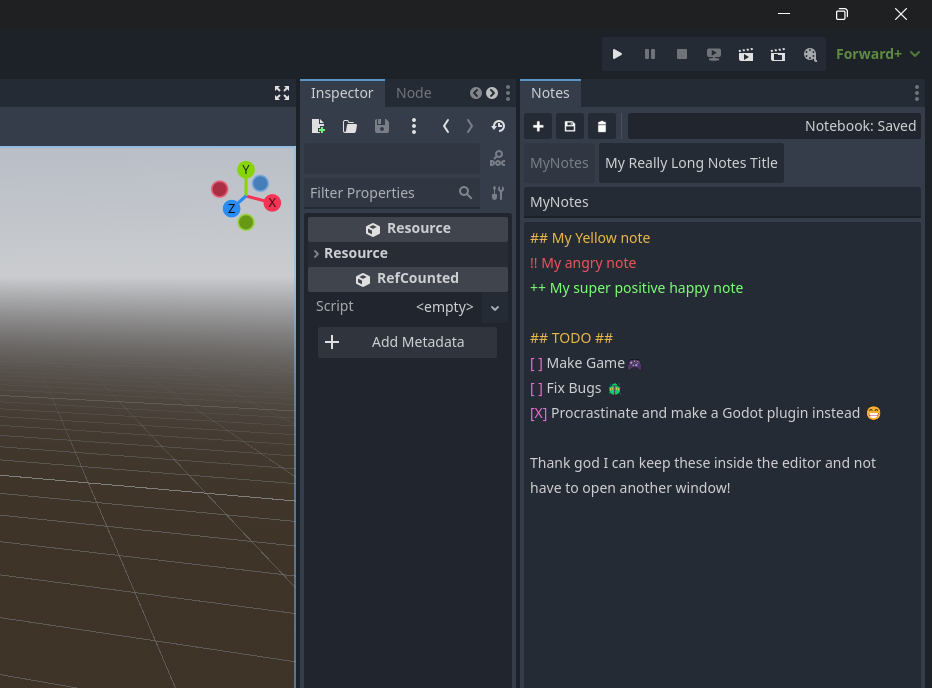 Forward+
Inspector
Node
Notes
Notebook: Saved
DOC
MyNotes
My Really Long Notes Title
Filter Properties
MyNotes
Y
X
Z
Resource
Resource
RefCounted
Script
<empty>
Add Metadata
## My Yellow note
!! My angry note
++ My super positive happy note
## TODO ##
[ ] Make Game 🎮
[ ] Fix Bugs 🪲
[X] Procrastinate and make a Godot plugin instead 😁
Thank god I can keep these inside the editor and not
have to open another window!